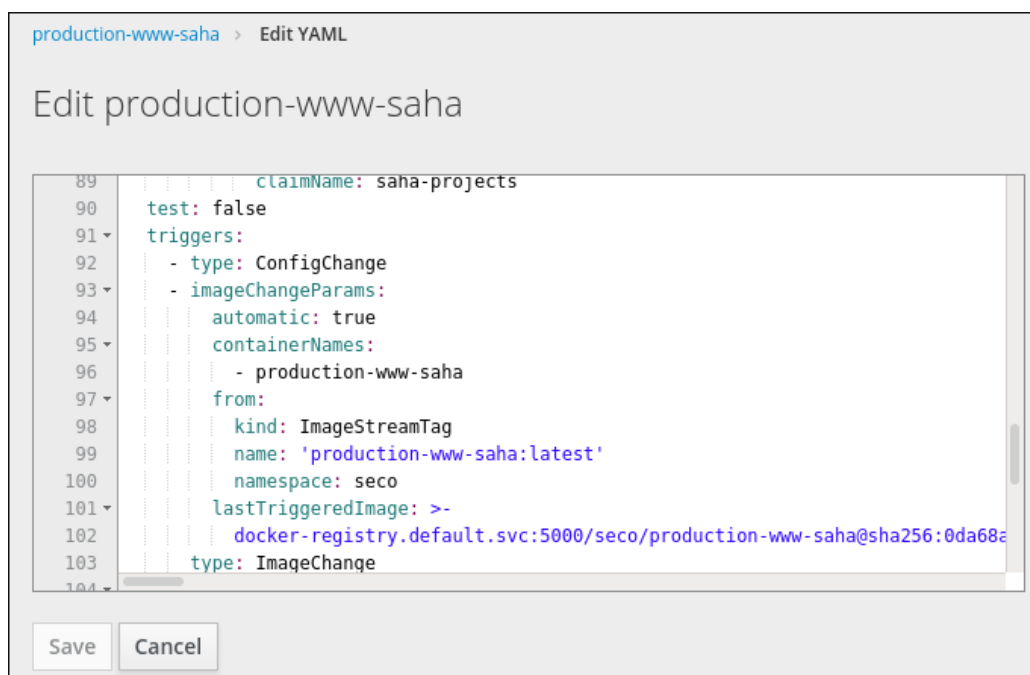 production-www-saha › Edit YAML
Edit production-www-saha
89 claimName: saha-projects
90 test: false
91 triggers:
92 - type: ConfigChange
93 - imageChangeParams:
94 automatic: true
95 containerNames:
96 - production-www-saha
97 from:
98 kind: ImageStreamTag
99 name: 'production-www-saha:latest'
100 namespace: seco
101 lastTriggeredImage: >-
102 docker-registry.default.svc:5000/seco/production-www-saha@sha256:0da68a
103 type: ImageChange
104
Save Cancel